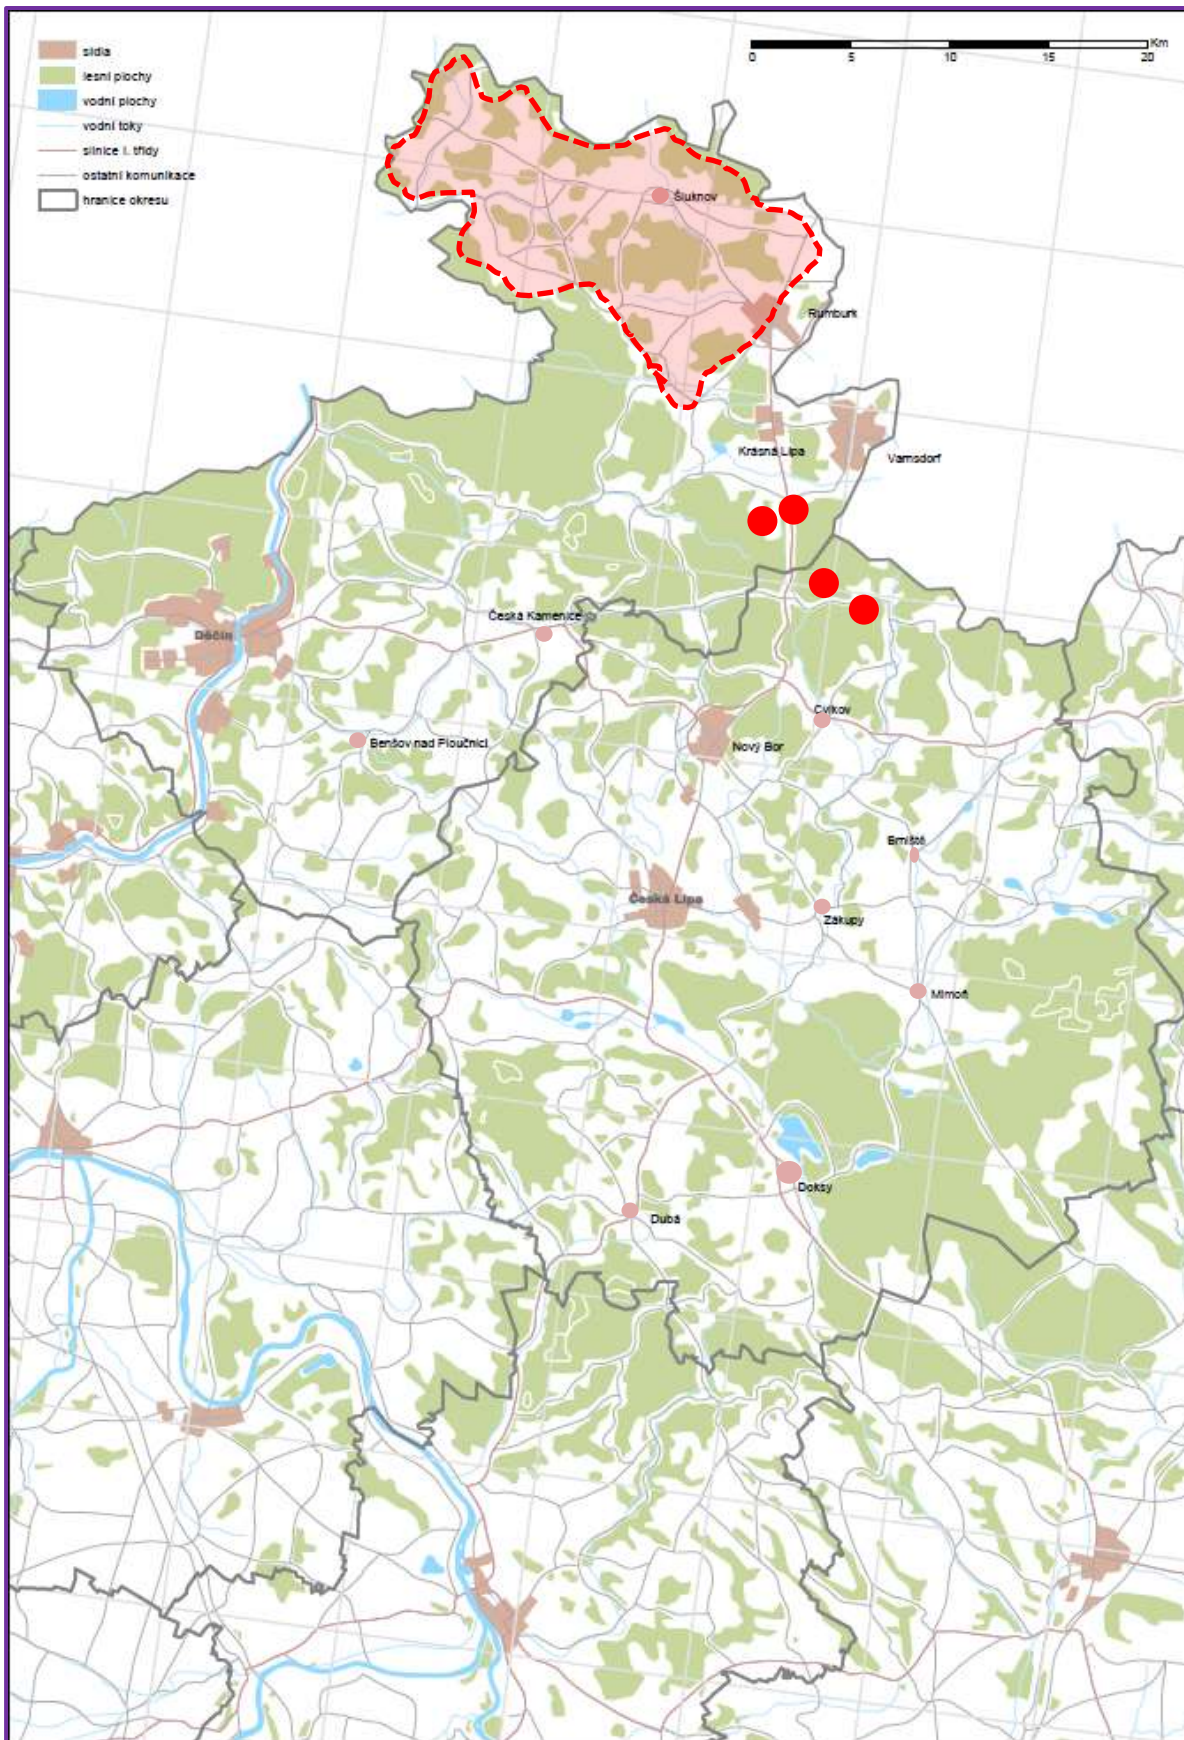 sídla
lesní plochy
vodní plochy
vodní toky
silnice I. třídy
ostatní komunikace
hranice okresu
Km
0 5 10 15 20
Šluknov
Rumburk
Krásná Lípa
Varnsdorf
Česká Kamenice
Děčín
Cvikov
Benšov nad Ploučnicí
Nový Bor
Brniště
Česká Lípa
Zákupy
Mimoň
Doksy
Dubá